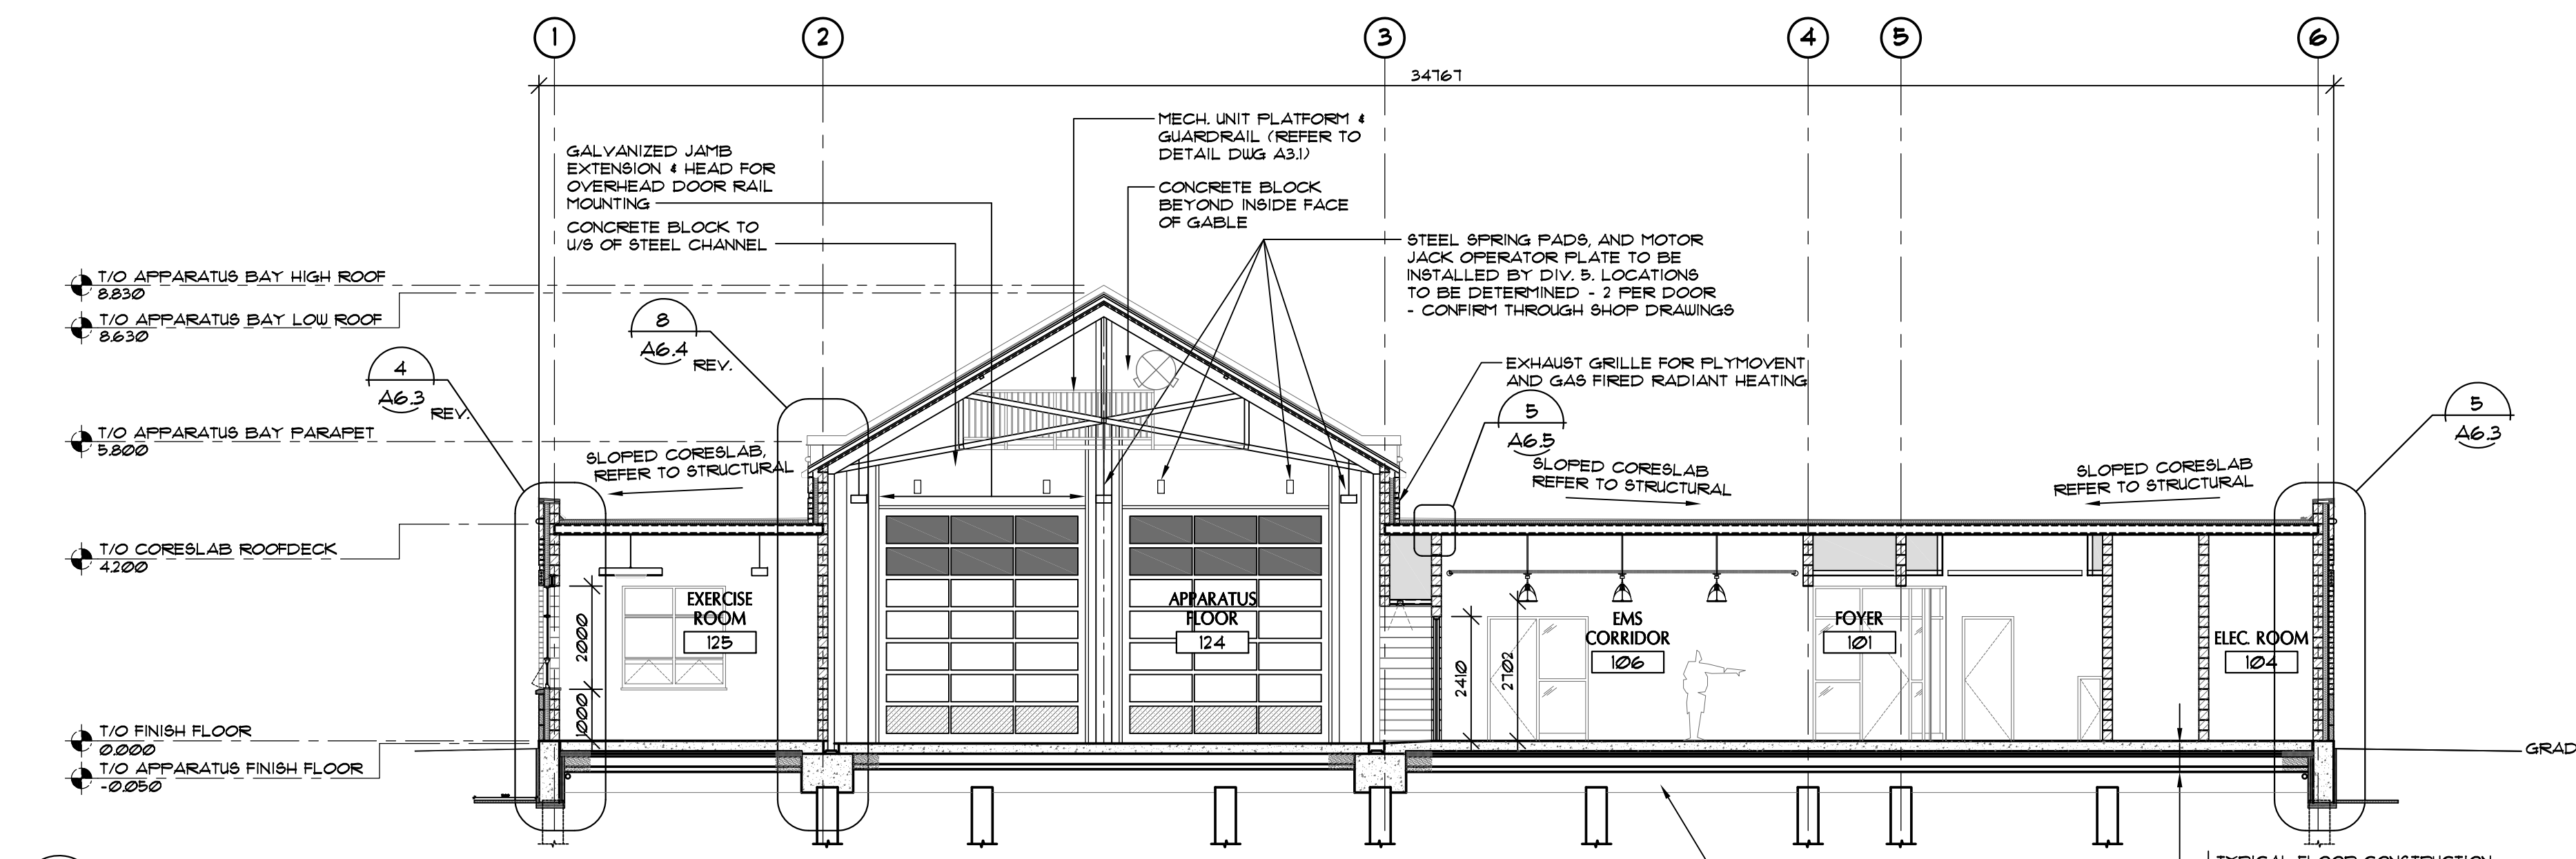 1 2 3 4 5 6
34767
MECH. UNIT PLATFORM &
GUARDRAIL (REFER TO
DETAIL DWG A3.1)
GALVANIZED JAMB
EXTENSION & HEAD FOR
OVERHEAD DOOR RAIL
MOUNTING
CONCRETE BLOCK
BEYOND INSIDE FACE
OF GABLE
CONCRETE BLOCK TO
U/S OF STEEL CHANNEL
STEEL SPRING PADS, AND MOTOR
JACK OPERATOR PLATE TO BE
INSTALLED BY DIV. 5. LOCATIONS
TO BE DETERMINED - 2 PER DOOR
- CONFIRM THROUGH SHOP DRAWINGS
T/O APPARATUS BAY HIGH ROOF
8.830
T/O APPARATUS BAY LOW ROOF
8.630
8
A6.4
REV.
4
A6.3
REV.
EXHAUST GRILLE FOR PLYMOVENT
AND GAS FIRED RADIANT HEATING
5
A6.5
5
A6.3
T/O APPARATUS BAY PARAPET
5.800
SLOPED CORESLAB,
REFER TO STRUCTURAL
SLOPED CORESLAB
REFER TO STRUCTURAL
SLOPED CORESLAB
REFER TO STRUCTURAL
T/O CORESLAB ROOFDECK
4.200
2000
1000
EXERCISE
ROOM
125
APPARATUS
FLOOR
124
2410
2702
EMS
CORRIDOR
106
FOYER
101
ELEC. ROOM
104
T/O FINISH FLOOR
0.000
T/O APPARATUS FINISH FLOOR
-0.050
GRAD
TYPICAL FLOOR CONSTRUCTION